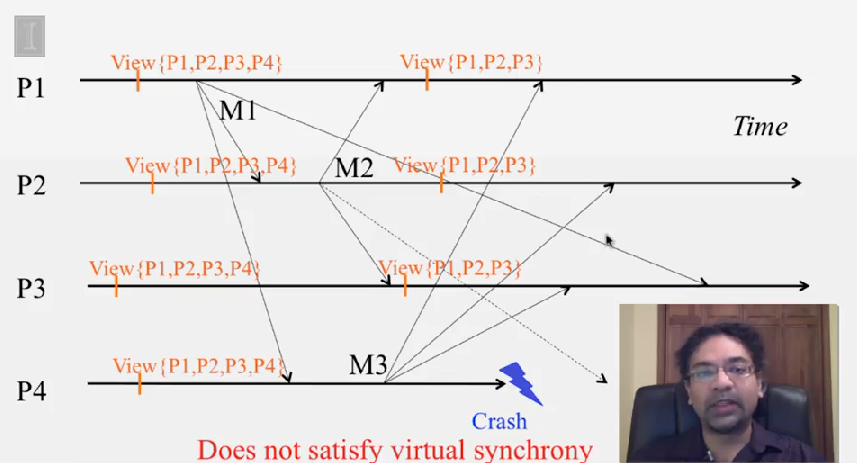 View{P1,P2,P3,P4} View{P1,P2,P3}
P1
M1
Time
View{P1,P2,P3,P4} M2 View{P1,P2,P3}
P2
View{P1,P2,P3,P4} View{P1,P2,P3}
P3
View{P1,P2,P3,P4} M3
P4
Crash
Does not satisfy virtual synchrony